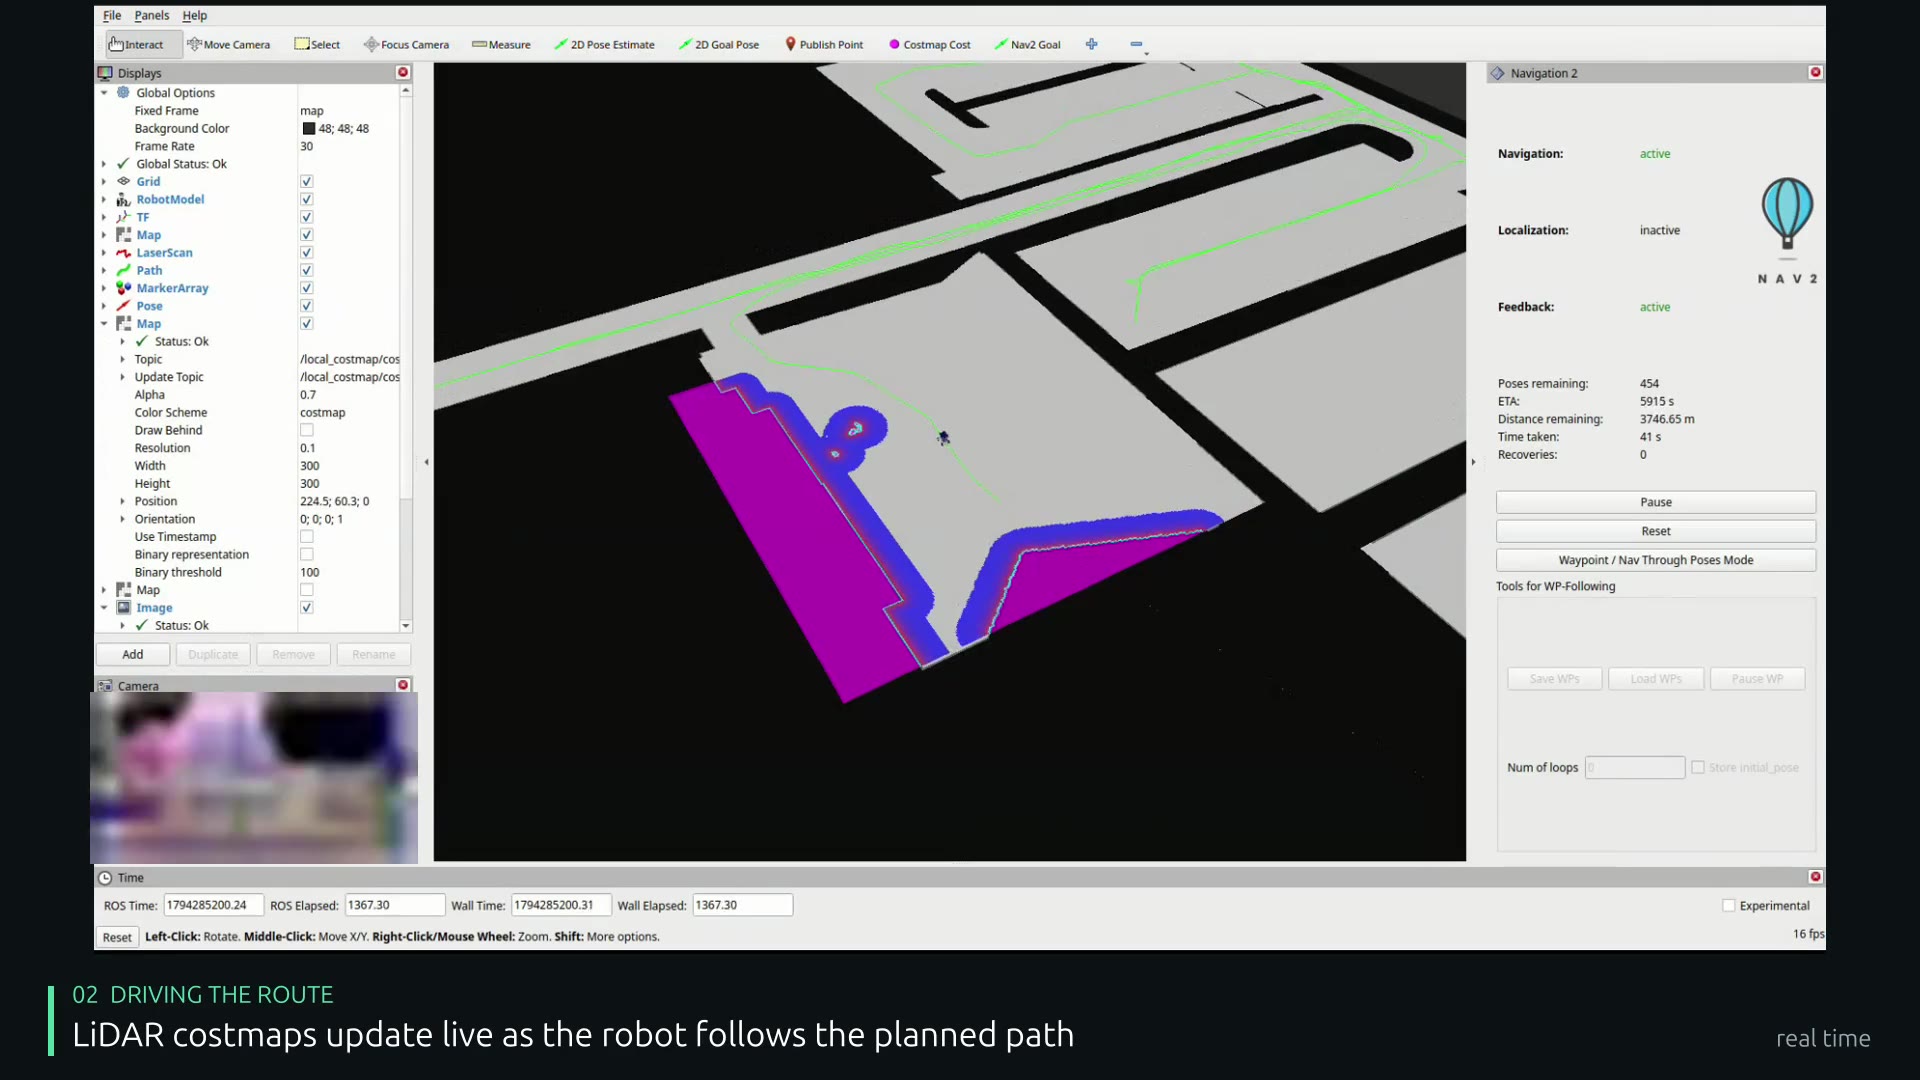 File Panels Help
Interact Move Camera Select Focus Camera Measure 2D Pose Estimate 2D Goal Pose Publish Point Costmap Cost Nav2 Goal
Displays
Global Options
Fixed Frame map
Background Color 48; 48; 48
Frame Rate 30
Global Status: Ok
Grid
RobotModel
TF
Map
LaserScan
Path
MarkerArray
Pose
Map
Status: Ok
Topic /local_costmap/cos
Update Topic /local_costmap/cos
Alpha 0.7
Color Scheme costmap
Draw Behind
Resolution 0.1
Width 300
Height 300
Position 224.5; 60.3; 0
Orientation 0; 0; 0; 1
Use Timestamp
Binary representation
Binary threshold 100
Map
Image
Status: Ok
Add Duplicate Remove Rename
Camera
Navigation 2
Navigation: active
Localization: inactive
NAV2
Feedback: active
Poses remaining: 454
ETA: 5915 s
Distance remaining: 3746.65 m
Time taken: 41 s
Recoveries: 0
Pause
Reset
Waypoint / Nav Through Poses Mode
Tools for WP-Following
Save WPs Load WPs Pause WP
Num of loops 0 Store initial_pose
Time
ROS Time: 1794285200.24 ROS Elapsed: 1367.30 Wall Time: 1794285200.31 Wall Elapsed: 1367.30 Experimental
Reset Left-Click: Rotate. Middle-Click: Move X/Y. Right-Click/Mouse Wheel: Zoom. Shift: More options. 16 fps
02 DRIVING THE ROUTE
LiDAR costmaps update live as the robot follows the planned path
real time